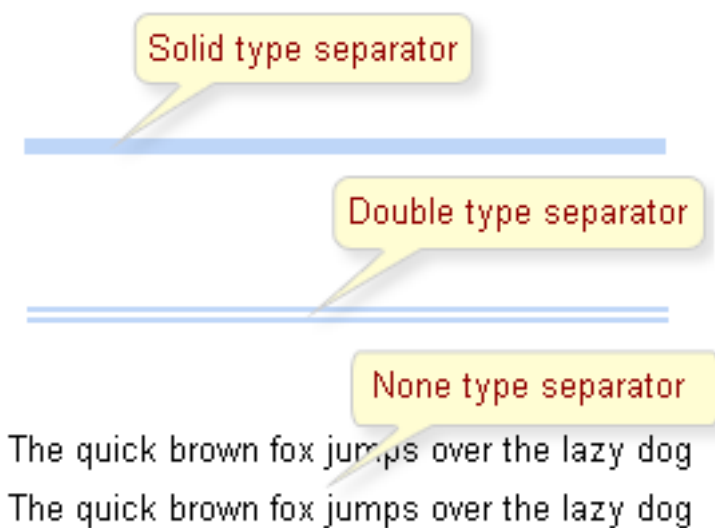 Solid type separator
Double type separator
None type separator
The quick brown fox jumps over the lazy dog
The quick brown fox jumps over the lazy dog